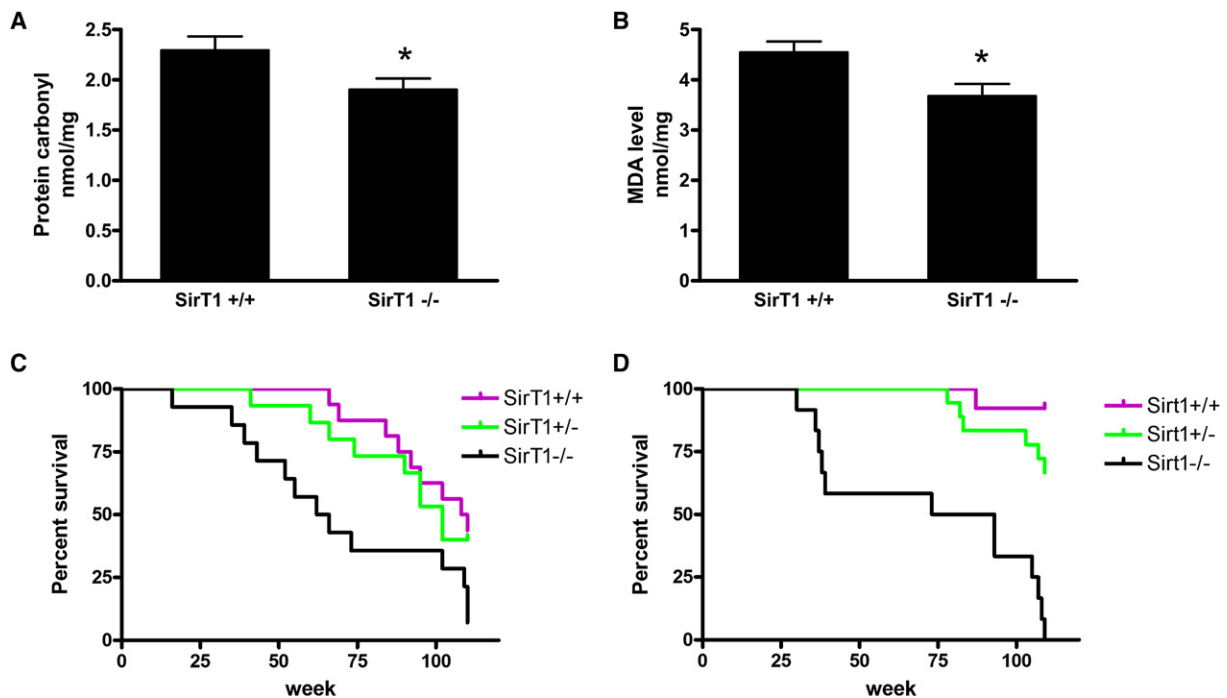 A
Protein carbonyl
nmol/mg
2.5
2.0
1.5
1.0
0.5
0.0
*
SirT1 +/+
SirT1 -/-
B
MDA level
nmol/mg
5
4
3
2
1
0
*
SirT1 +/+
SirT1 -/-
C
Percent survival
100
75
50
25
0
0
25
50
75
100
week
SirT1+/+
SirT1+/-
SirT1-/-
D
Percent survival
100
75
50
25
0
0
25
50
75
100
week
Sirt1+/+
Sirt1+/-
Sirt1-/-